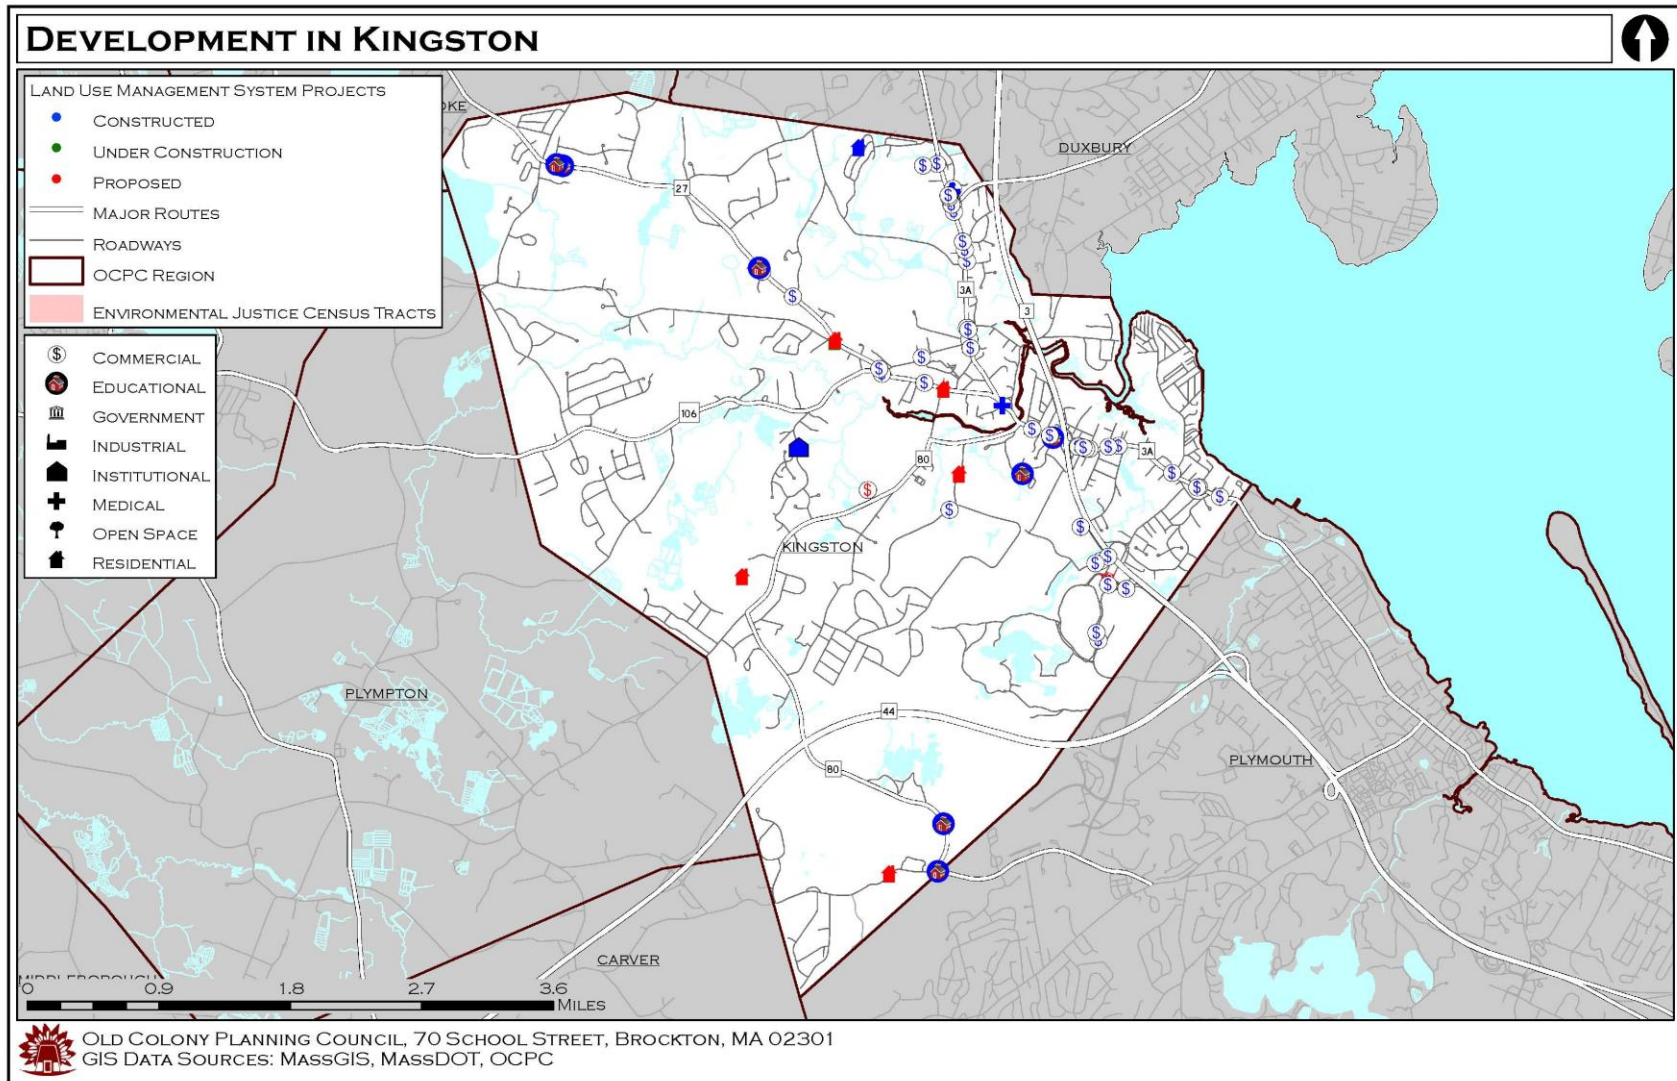 DEVELOPMENT IN KINGSTON
LAND USE MANAGEMENT SYSTEM PROJECTS
CONSTRUCTED
UNDER CONSTRUCTION
PROPOSED
MAJOR ROUTES
ROADWAYS
OCPC REGION
ENVIRONMENTAL JUSTICE CENSUS TRACTS
$ COMMERCIAL
EDUCATIONAL
GOVERNMENT
INDUSTRIAL
INSTITUTIONAL
MEDICAL
OPEN SPACE
RESIDENTIAL
DUXBURY
27
3A
3
106
80
3A
KINGSTON
PLYMPTON
44
80
PLYMOUTH
CARVER
0 0.9 1.8 2.7 3.6
MILES
OLD COLONY PLANNING COUNCIL, 70 SCHOOL STREET, BROCKTON, MA 02301
GIS DATA SOURCES: MASSGIS, MASSDOT, OCPC